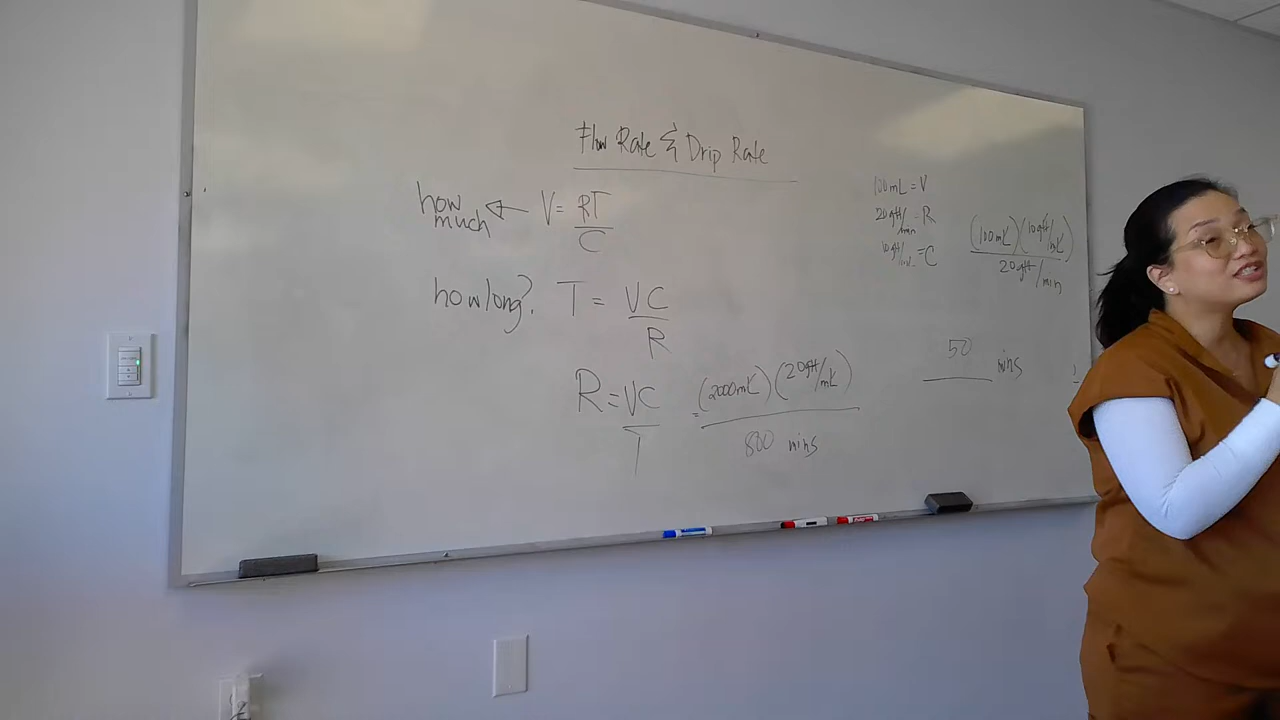 Flow Rate & Drip Rate
how much ← V = RT/C
how long? T = VC/R
R = VC/T = (2000mL)(20gtt/mL)/800 mins
100mL = V
20gtt/min = R
10gtt/mL = C
(100mL)(10gtt/mL)/20gtt/min
50 mins